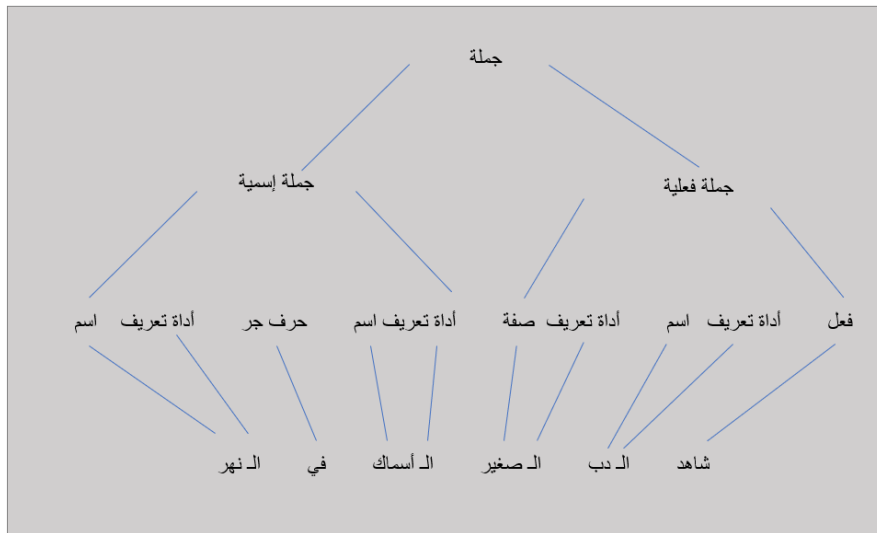 جملة
جملة فعلية جملة إسمية
فعل أداة تعريف اسم أداة تعريف صفة أداة تعريف اسم حرف جر أداة تعريف اسم
شاهد الـ دب الـ صغير الـ أسماك في الـ نهر